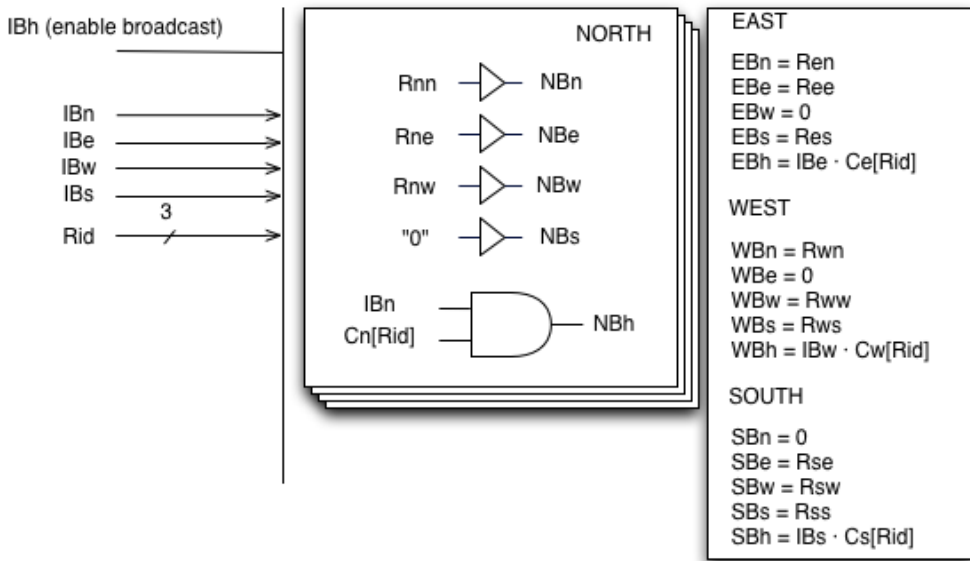 IBh (enable broadcast)
IBn
IBe
IBw
IBs
3
Rid
NORTH
Rnn NBn
Rne NBe
Rnw NBw
"0" NBs
IBn
Cn[Rid]
NBh
EAST
EBn = Ren
EBe = Ree
EBw = 0
EBs = Res
EBh = IBe · Ce[Rid]
WEST
WBn = Rwn
WBe = 0
WBw = Rww
WBs = Rws
WBh = IBw · Cw[Rid]
SOUTH
SBn = 0
SBe = Rse
SBw = Rsw
SBs = Rss
SBh = IBs · Cs[Rid]